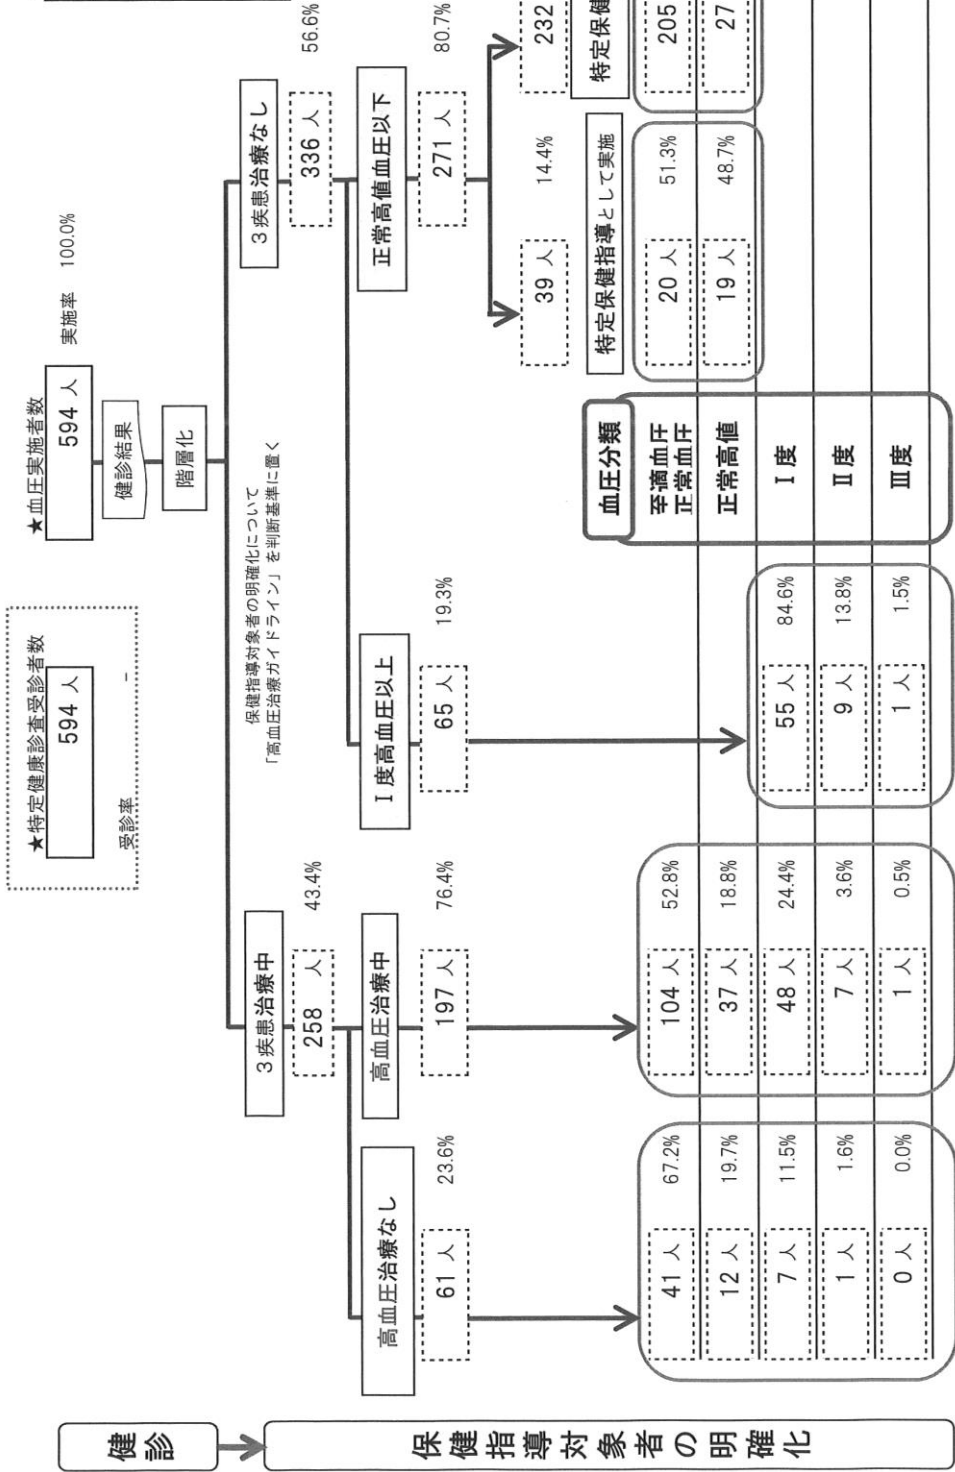 健診
保健指導対象者の明確化
★特定健康診査受診者数
594 人
受診率 -
★血圧実施者数
594 人
実施率 100.0%
健診結果
階層化
保健指導対象者の明確化について
「高血圧治療ガイドライン」を判断基準に置く
3疾患治療中
258 人
43.4%
3疾患治療なし
336 人
56.6%
高血圧治療なし
61 人
23.6%
高血圧治療中
197 人
76.4%
Ⅰ度高血圧以上
65 人
19.3%
正常高値血圧以下
271 人
80.7%
39 人
14.4%
232
特定保健指導として実施
特定保健
血圧分類
41 人 67.2%
104 人 52.8%
至適血圧
正常血圧
20 人 51.3%
205
12 人 19.7%
37 人 18.8%
正常高値
19 人 48.7%
27
7 人 11.5%
48 人 24.4%
55 人 84.6%
Ⅰ度
1 人 1.6%
7 人 3.6%
9 人 13.8%
Ⅱ度
0 人 0.0%
1 人 0.5%
1 人 1.5%
Ⅲ度